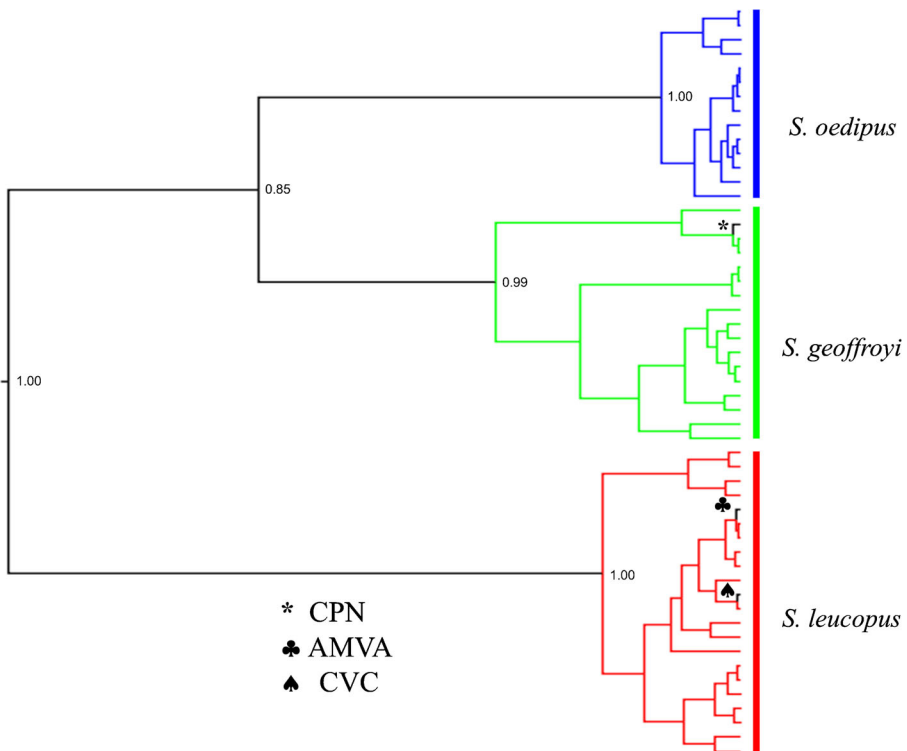 1.00
S. oedipus
0.85
*
0.99
S. geoffroyi
1.00
♣
1.00
♠
S. leucopus
* CPN
♣ AMVA
♠ CVC